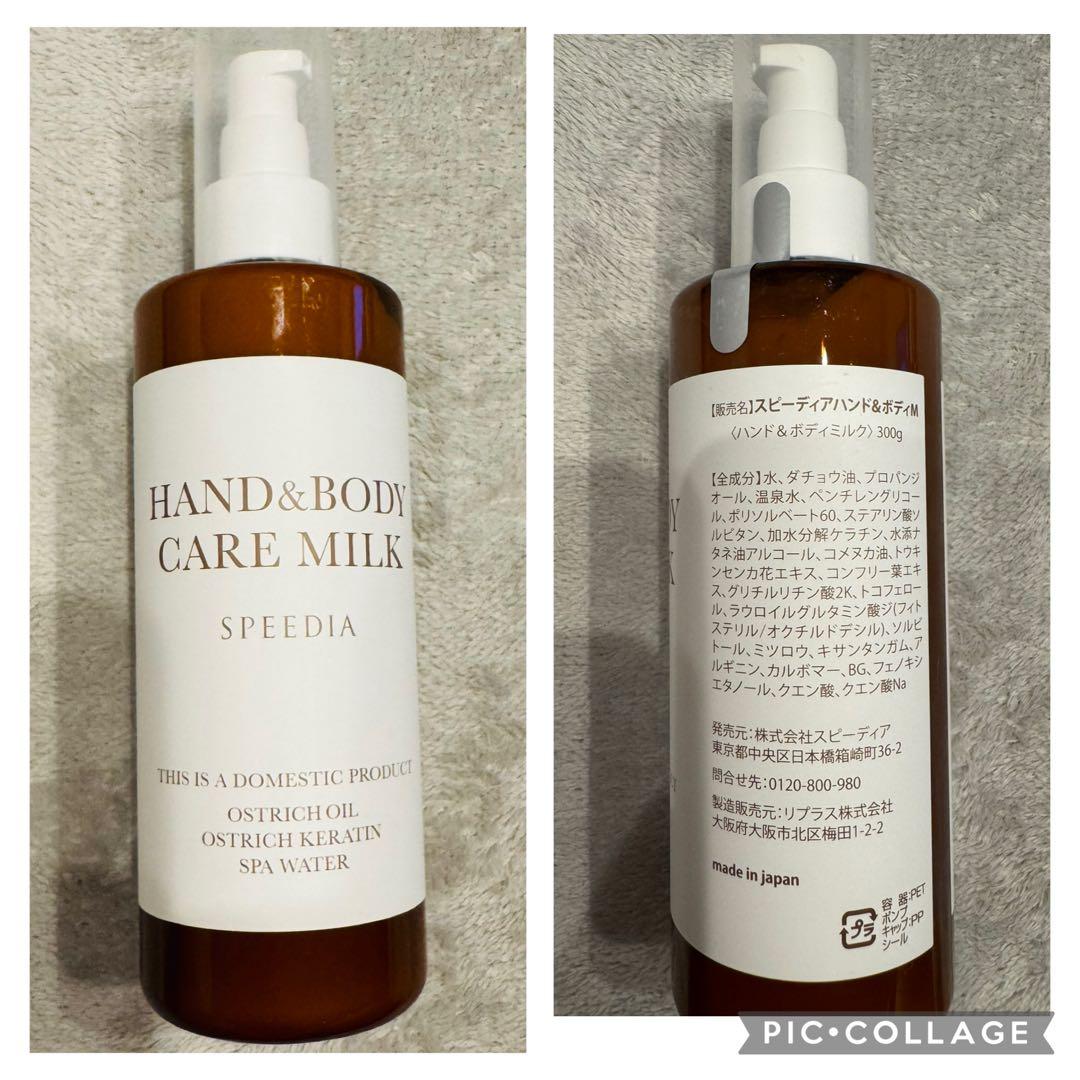 HAND&BODY
CARE MILK
SPEEDIA
THIS IS A DOMESTIC PRODUCT
OSTRICH OIL
OSTRICH KERATIN
SPA WATER
【販売名】スピーディアハンド&ボディM
〈ハンド&ボディミルク〉300g
【全成分】水、ダチョウ油、プロパンジ
オール、温泉水、ペンチレングリコー
ル、ポリソルベート60、ステアリン酸ソ
ルビタン、加水分解ケラチン、水添ナ
タネ油アルコール、コメヌカ油、トウキ
ンセンカ花エキス、コンフリー葉エキ
ス、グリチルリチン酸2K、トコフェロー
ル、ラウロイルグルタミン酸ジ(フィト
ステリル/オクチルドデシル)、ソルビ
トール、ミツロウ、キサンタンガム、ア
ルギニン、カルボマー、BG、フェノキシ
エタノール、クエン酸、クエン酸Na
発売元:株式会社スピーディア
東京都中央区日本橋箱崎町36-2
問合せ先:0120-800-980
製造販売元:リプラス株式会社
大阪府大阪市北区梅田1-2-2
made in japan
プラ
容器:PET
ポンプ
キャップ:PP
シール
PIC•COLLAGE